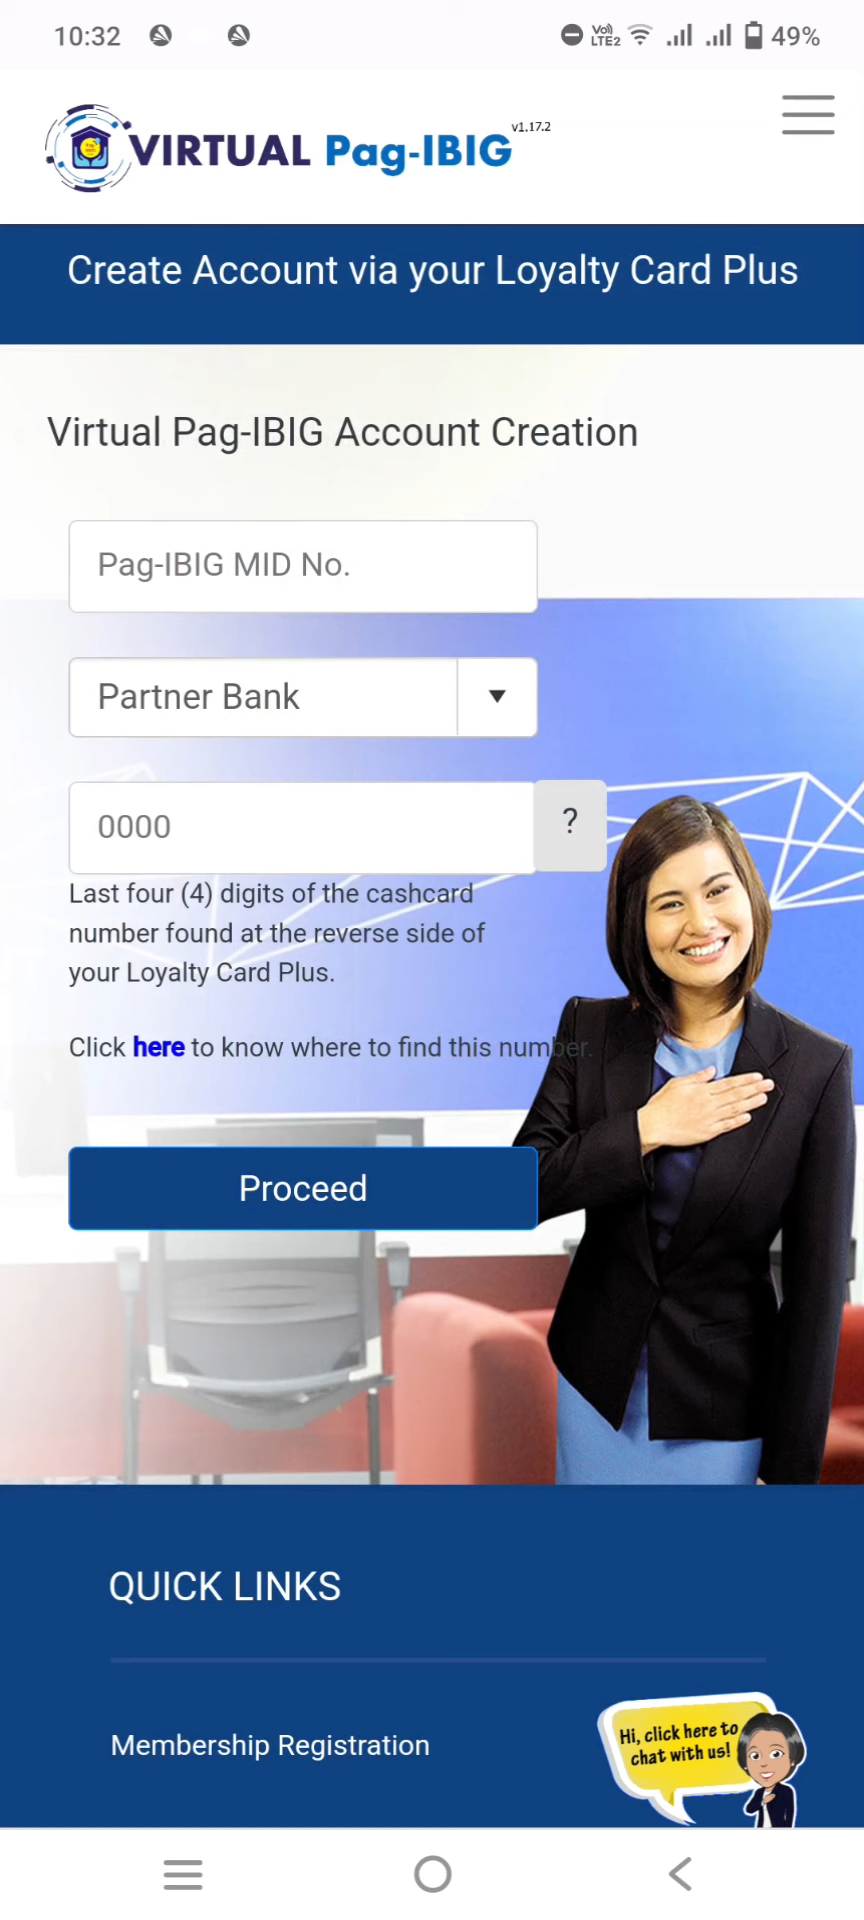 10:32
Vo)) LTE2
49%
VIRTUAL Pag-IBIG v1.17.2
Create Account via your Loyalty Card Plus
Virtual Pag-IBIG Account Creation
Pag-IBIG MID No.
Partner Bank
0000
?
Last four (4) digits of the cashcard
number found at the reverse side of
your Loyalty Card Plus.
Click here to know where to find this number.
Proceed
QUICK LINKS
Membership Registration
Hi, click here to
chat with us!